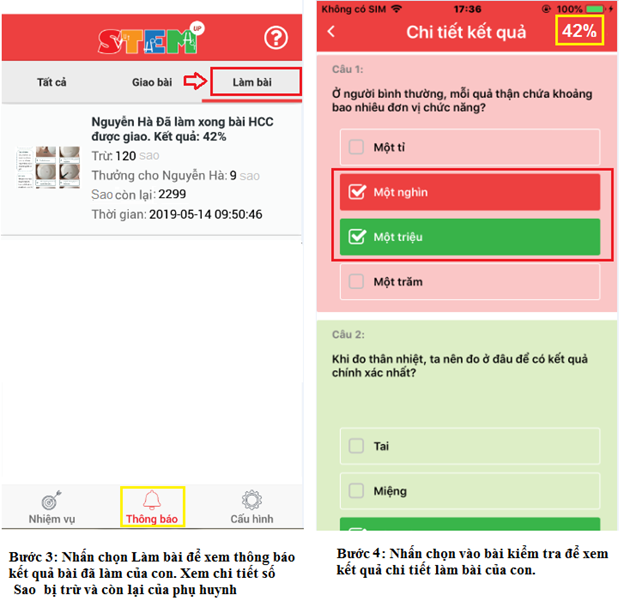 STEM UP
?
Tất cả
Giao bài
Làm bài
Nguyễn Hà Đã làm xong bài HCC
được giao. Kết quả: 42%
Trừ: 120 sao
Thưởng cho Nguyễn Hà: 9 sao
Sao còn lại: 2299
Thời gian: 2019-05-14 09:50:46
Nhiệm vụ
Thông báo
Cấu hình
Bước 3: Nhấn chọn Làm bài để xem thông báo
kết quả bài đã làm của con. Xem chi tiết số
Sao bị trừ và còn lại của phụ huynh
Không có SIM
17:36
100%
Chi tiết kết quả
42%
Câu 1:
Ở người bình thường, mỗi quả thận chứa khoảng
bao nhiêu đơn vị chức năng?
Một tỉ
Một nghìn
Một triệu
Một trăm
Câu 2:
Khi đo thân nhiệt, ta nên đo ở đâu để có kết quả
chính xác nhất?
Tai
Miệng
Bước 4: Nhấn chọn vào bài kiểm tra để xem
kết quả chi tiết làm bài của con.